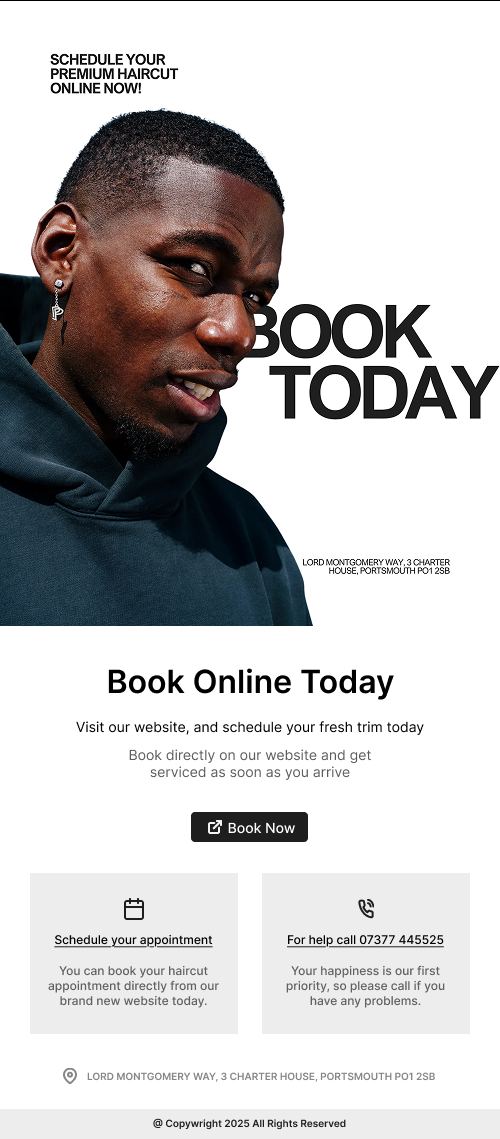 SCHEDULE YOUR
PREMIUM HAIRCUT
ONLINE NOW!
BOOK
TODAY
LORD MONTGOMERY WAY, 3 CHARTER
HOUSE, PORTSMOUTH PO1 2SB
Book Online Today
Visit our website, and schedule your fresh trim today
Book directly on our website and get
serviced as soon as you arrive
Book Now
Schedule your appointment
You can book your haircut
appointment directly from our
brand new website today.
For help call 07377 445525
Your happiness is our first
priority, so please call if you
have any problems.
LORD MONTGOMERY WAY, 3 CHARTER HOUSE, PORTSMOUTH PO1 2SB
@ Copywright 2025 All Rights Reserved